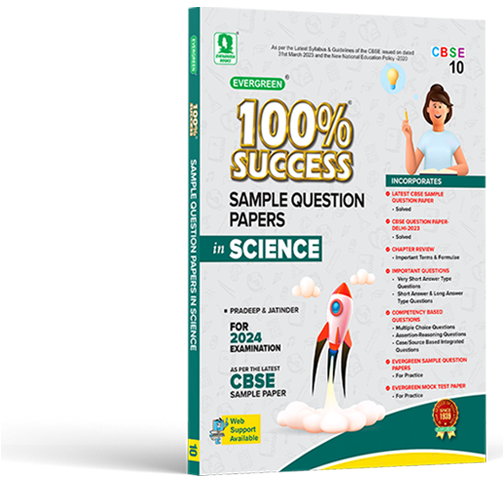 As per the Latest Syllabus & Guidelines of the CBSE issued on dated
31st March 2023 and the New National Education Policy -2020
CBSE
10
EVERGREEN
100%
SUCCESS
SAMPLE QUESTION
PAPERS
in SCIENCE
INCORPORATES
LATEST CBSE SAMPLE
QUESTION PAPER
• Solved
CBSE QUESTION PAPER-
DELHI-2023
• Solved
CHAPTER REVIEW
• Important Terms & Formulae
IMPORTANT QUESTIONS
• Very Short Answer Type
Questions
• Short Answer & Long Answer
Type Questions
COMPETENCY BASED
QUESTIONS
• Multiple Choice Questions
• Assertion-Reasoning Questions
• Case/Source Based Integrated
Questions
EVERGREEN SAMPLE QUESTION
PAPERS
• For Practice
EVERGREEN MOCK TEST PAPER
• For Practice
• PRADEEP & JATINDER
FOR
2024
EXAMINATION
AS PER THE LATEST
CBSE
SAMPLE PAPER
Web
Support
Available
SINCE
1939
EVERGREEN
100%
SUCCESS
SAMPLE QUESTION PAPERS IN SCIENCE
10